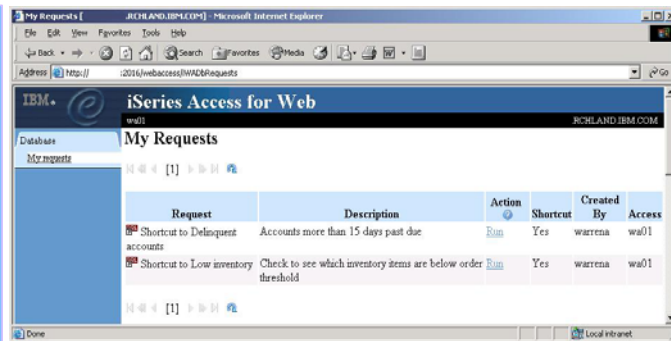 My Requests [ .RCHLAND.IBM.COM] - Microsoft Internet Explorer
File Edit View Favorites Tools Help
Back Search Favorites Media
Address http:// :2016/webaccess/iWADbRequests Go
IBM. iSeries Access for Web
wa01 RCHLAND.IBM.COM
Database My Requests
My requests
[1]
Request Description Action Shortcut Created By Access
Shortcut to Delinquent accounts Accounts more than 15 days past due Run Yes warrena wa01
Shortcut to Low inventory Check to see which inventory items are below order threshold Run Yes warrena wa01
[1]
Done Local intranet